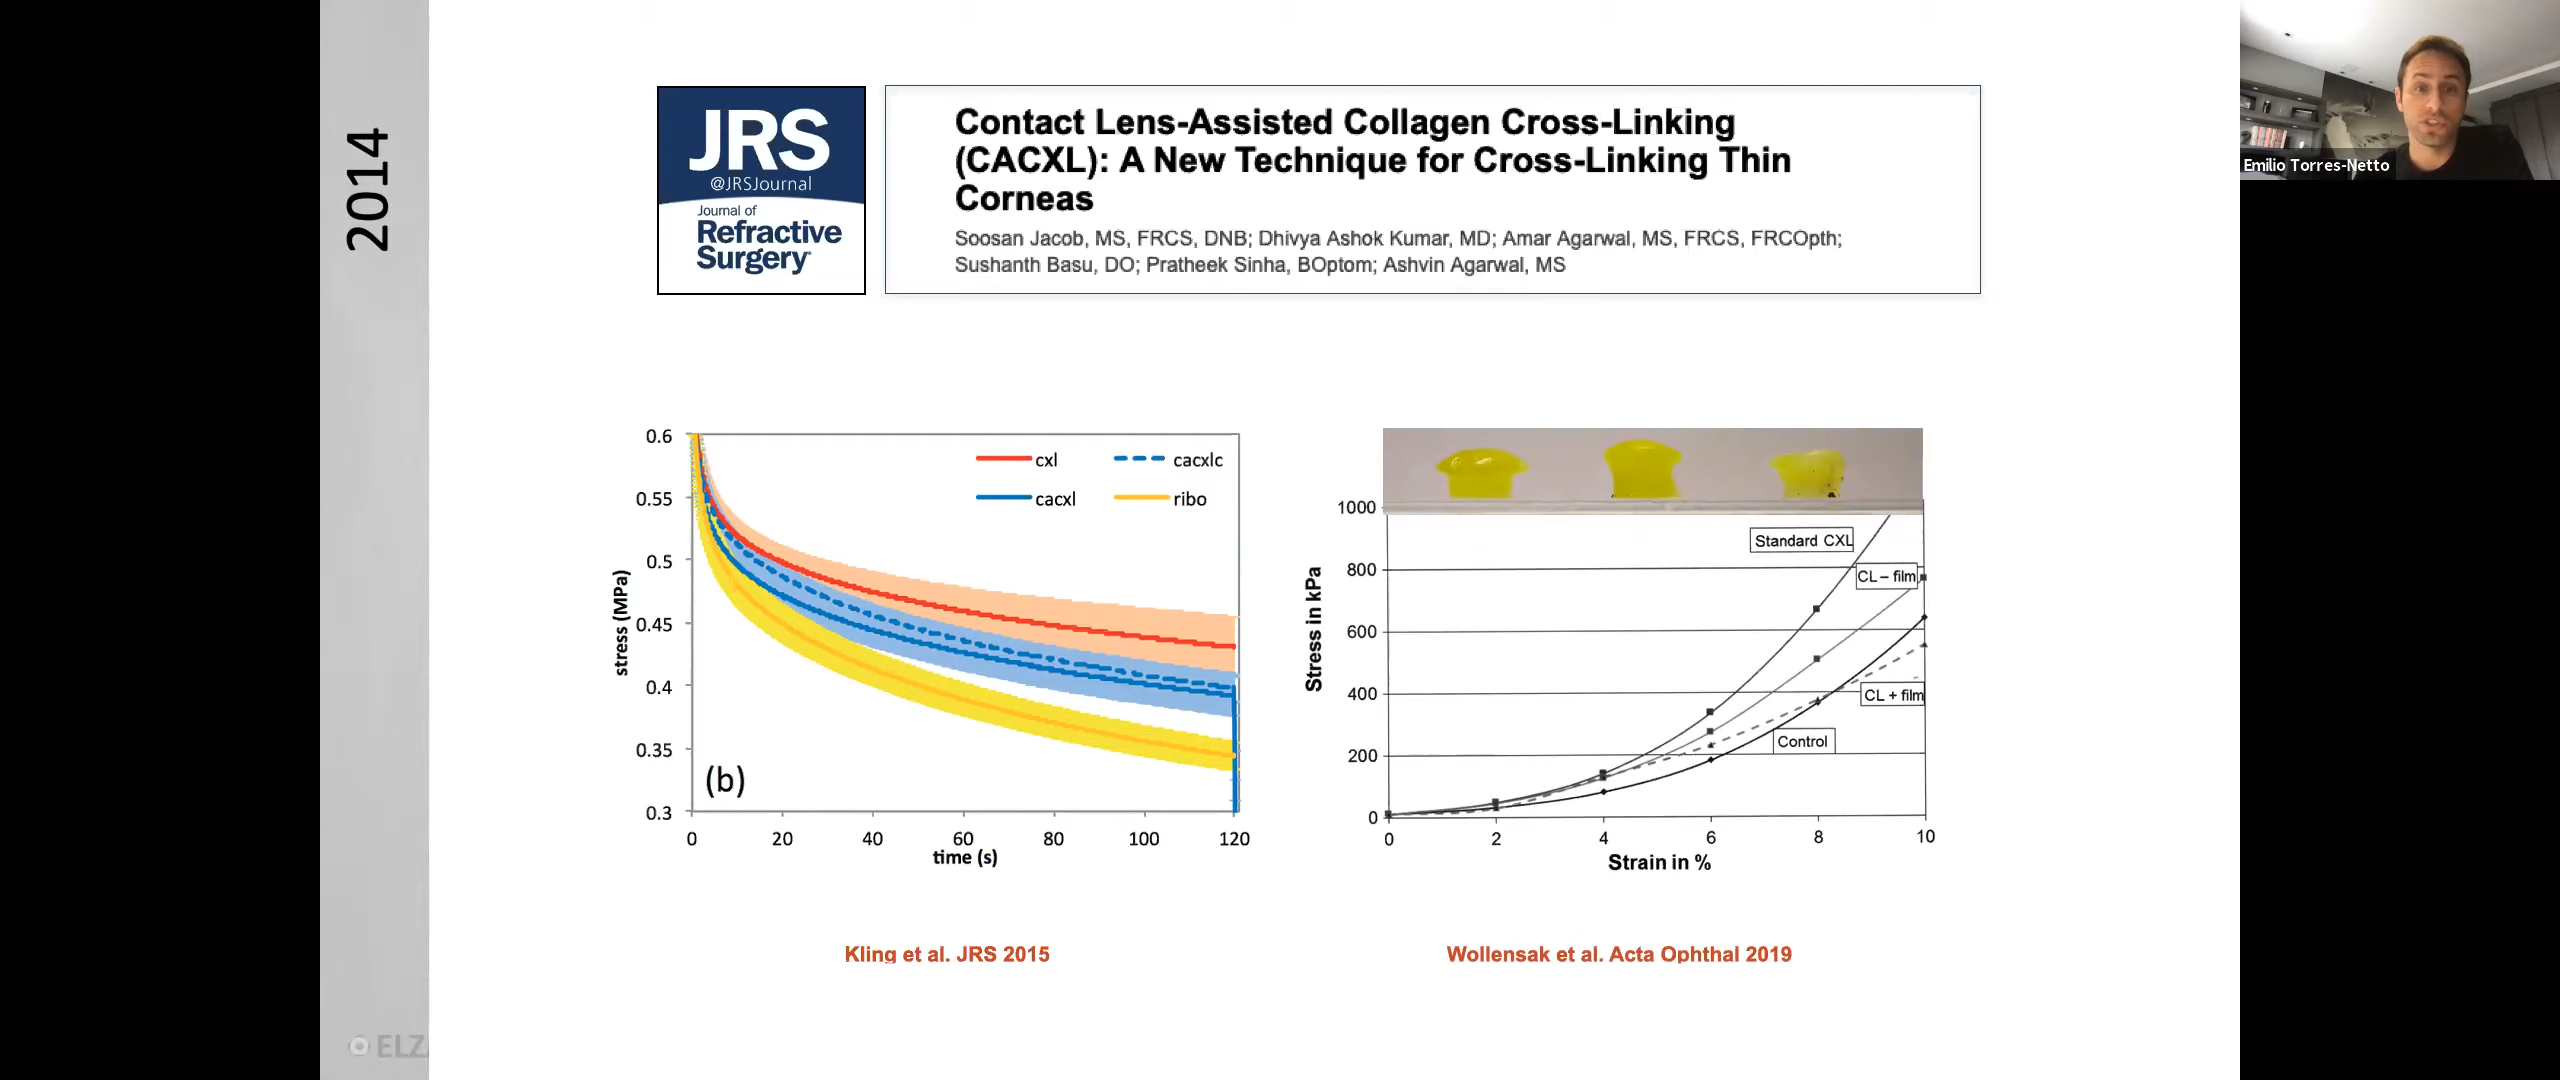 2014
JRS
@JRSJournal
Journal of
Refractive
Surgery
Contact Lens-Assisted Collagen Cross-Linking
(CACXL): A New Technique for Cross-Linking Thin
Corneas
Soosan Jacob, MS, FRCS, DNB; Dhivya Ashok Kumar, MD; Amar Agarwal, MS, FRCS, FRCOpth;
Sushanth Basu, DO; Pratheek Sinha, BOptom; Ashvin Agarwal, MS
Emilio Torres-Netto
0.6
0.55
0.5
0.45
0.4
0.35
0.3
stress (MPa)
cxl
cacxlc
cacxl
ribo
(b)
0 20 40 60 80 100 120
time (s)
Kling et al. JRS 2015
1000
800
600
400
200
0
Stress in kPa
Standard CXL
CL – film
CL + film
Control
0 2 4 6 8 10
Strain in %
Wollensak et al. Acta Ophthal 2019
ELZ